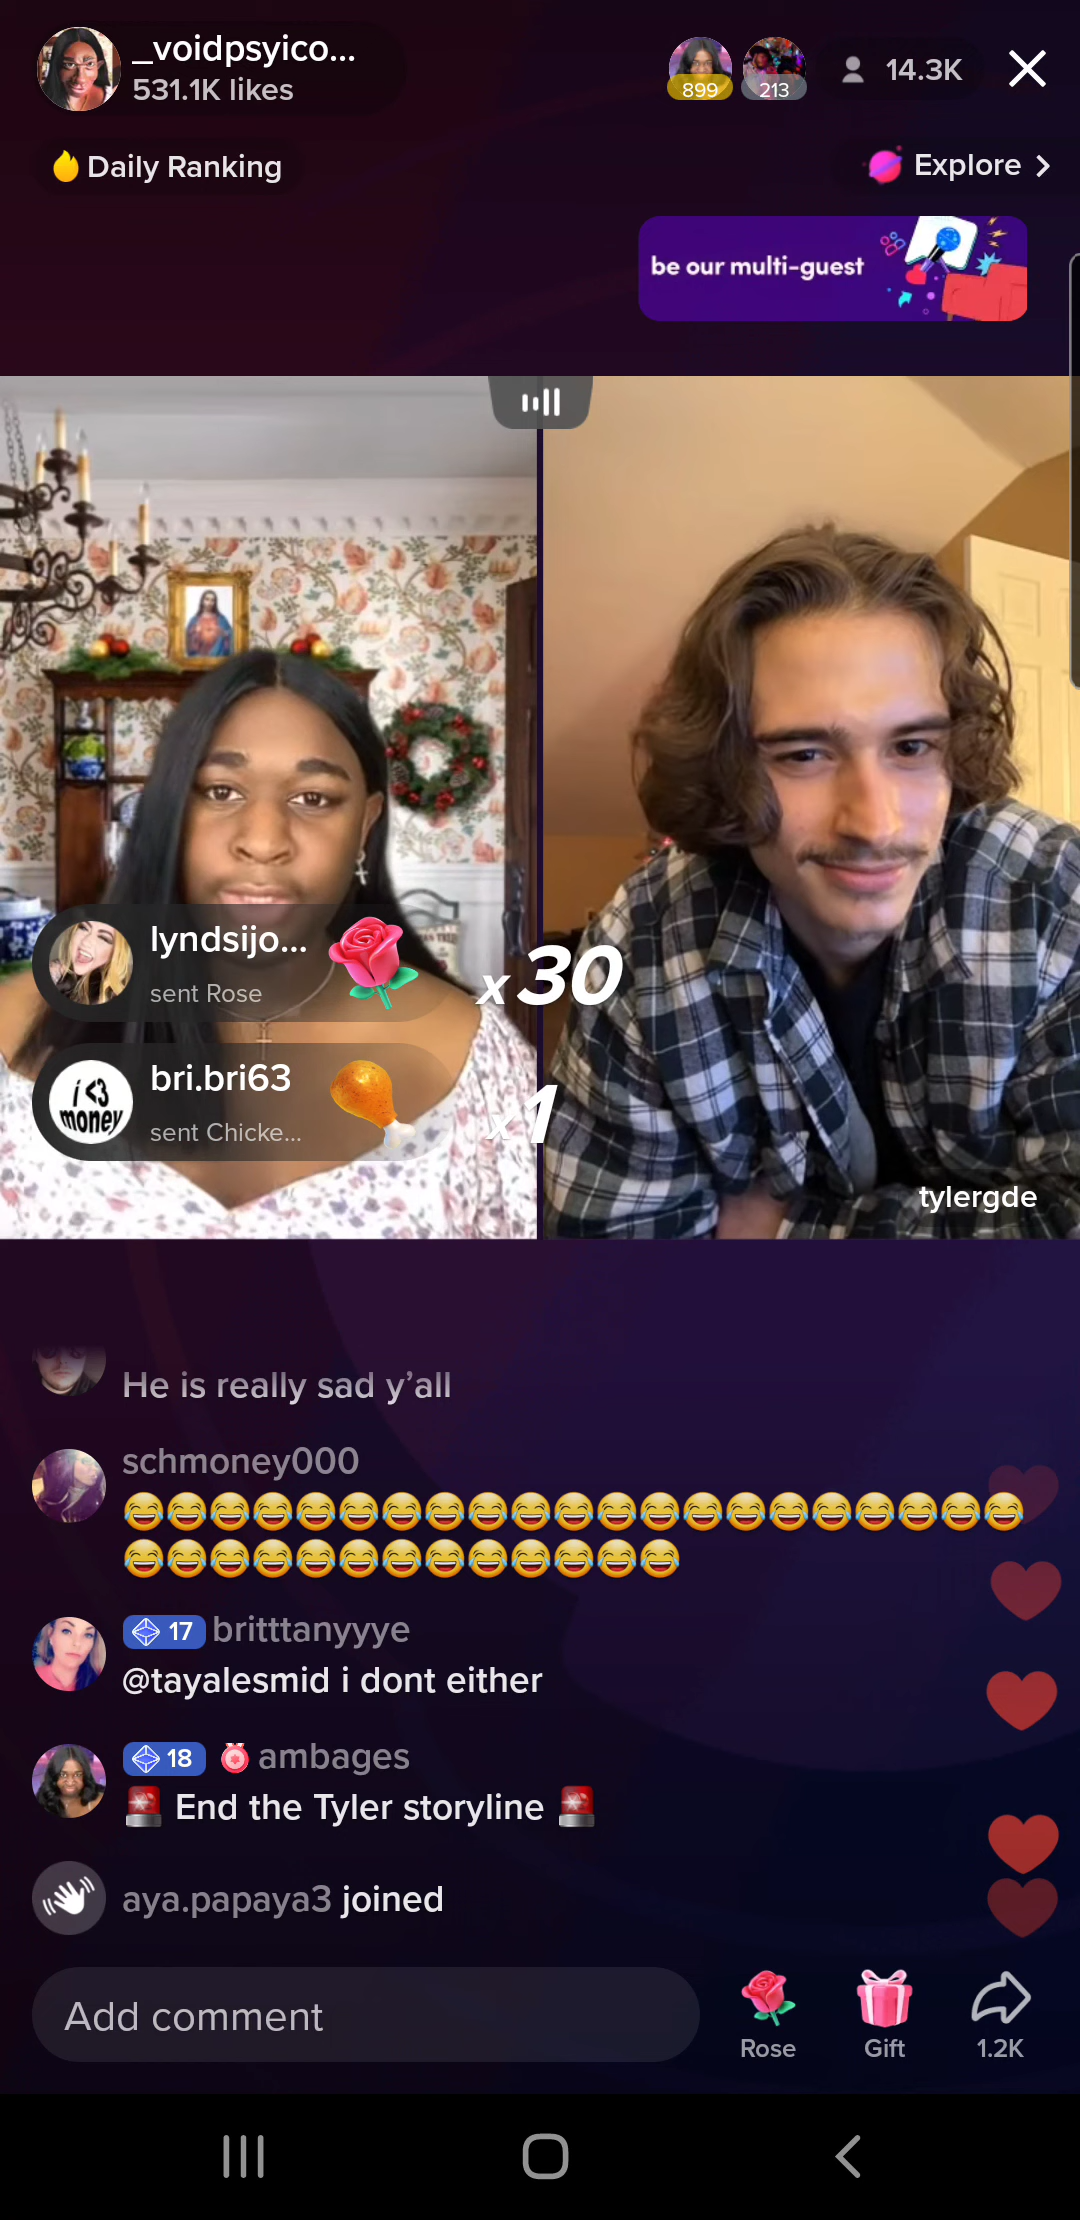 _voidpsyico...
531.1K likes
899
213
14.3K
Daily Ranking
Explore
be our multi-guest
lyndsijo...
sent Rose
x30
bri.bri63
sent Chicke...
x1
i <3
money
tylergde
He is really sad y'all
schmoney000
😂😂😂😂😂😂😂😂😂😂😂😂😂😂😂😂😂😂😂😂😂
😂😂😂😂😂😂😂😂😂😂😂😂😂
17 britttanyyye
@tayalesmid i dont either
18 ambages
🚨 End the Tyler storyline 🚨
aya.papaya3 joined
Add comment
Rose
Gift
1.2K